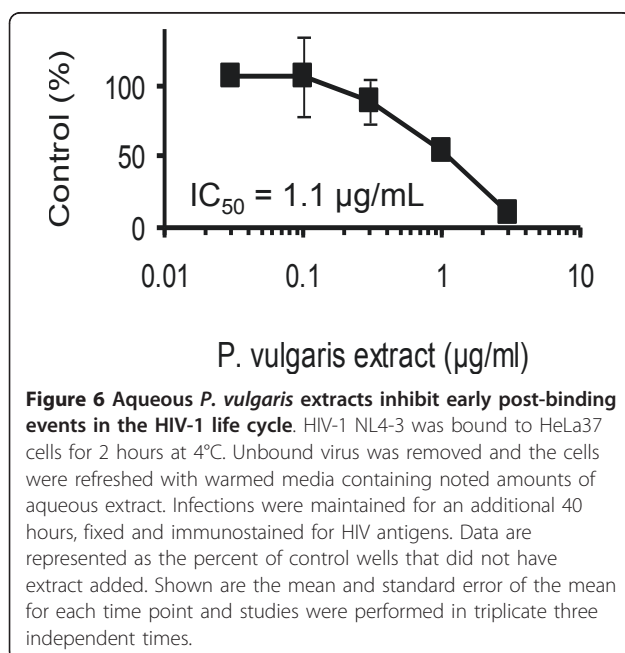 Control (%)
100
50
0
IC50 = 1.1 µg/mL
0.01 0.1 1 10
P. vulgaris extract (µg/ml)
Figure 6 Aqueous P. vulgaris extracts inhibit early post-binding
events in the HIV-1 life cycle. HIV-1 NL4-3 was bound to HeLa37
cells for 2 hours at 4°C. Unbound virus was removed and the cells
were refreshed with warmed media containing noted amounts of
aqueous extract. Infections were maintained for an additional 40
hours, fixed and immunostained for HIV antigens. Data are
represented as the percent of control wells that did not have
extract added. Shown are the mean and standard error of the mean
for each time point and studies were performed in triplicate three
independent times.